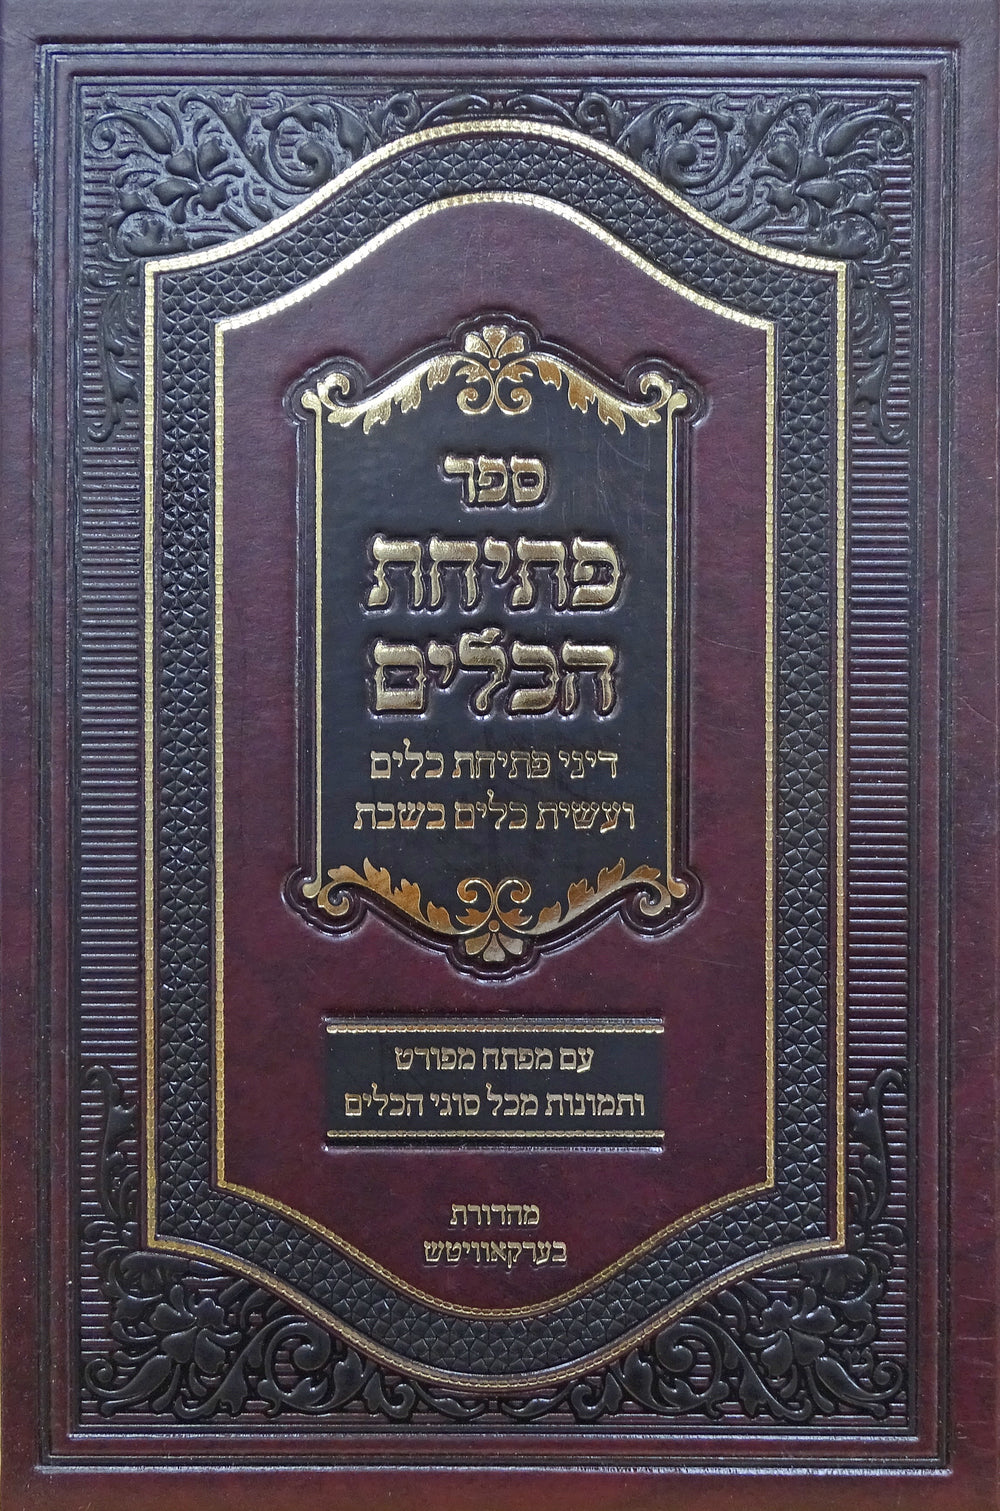 ספר
פתיחת
הכלים
דיני פתיחת כלים
ועשית כלים בשבת
עם מפתח מפורט
ותמונות מכל סוגי הכלים
מהדורת
בערקאוויטש